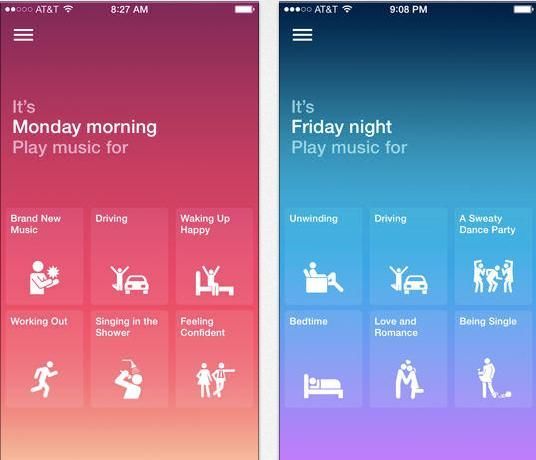 AT&T 8:27 AM
It's
Monday morning
Play music for
Brand New
Music
Driving
Waking Up
Happy
Working Out
Singing in the
Shower
Feeling
Confident
AT&T 9:08 PM
It's
Friday night
Play music for
Unwinding
Driving
A Sweaty
Dance Party
Bedtime
Love and
Romance
Being Single